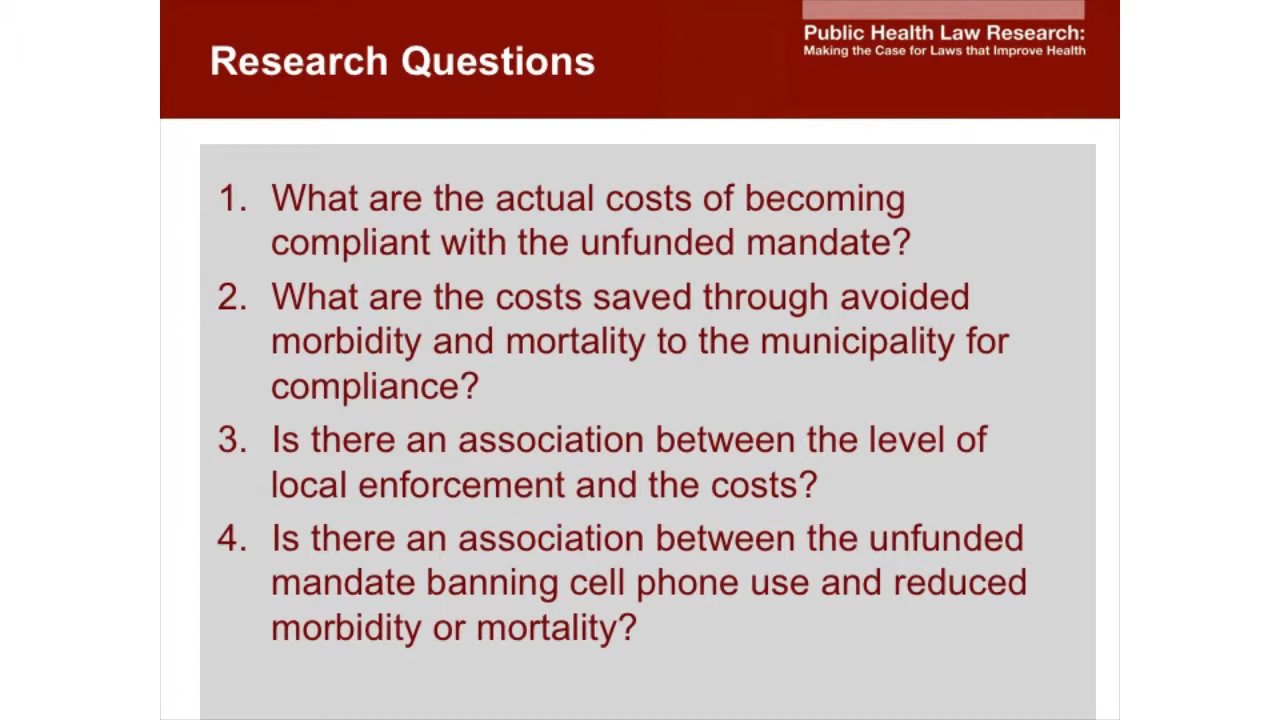 Research Questions
Public Health Law Research:
Making the Case for Laws that Improve Health
1. What are the actual costs of becoming
compliant with the unfunded mandate?
2. What are the costs saved through avoided
morbidity and mortality to the municipality for
compliance?
3. Is there an association between the level of
local enforcement and the costs?
4. Is there an association between the unfunded
mandate banning cell phone use and reduced
morbidity or mortality?